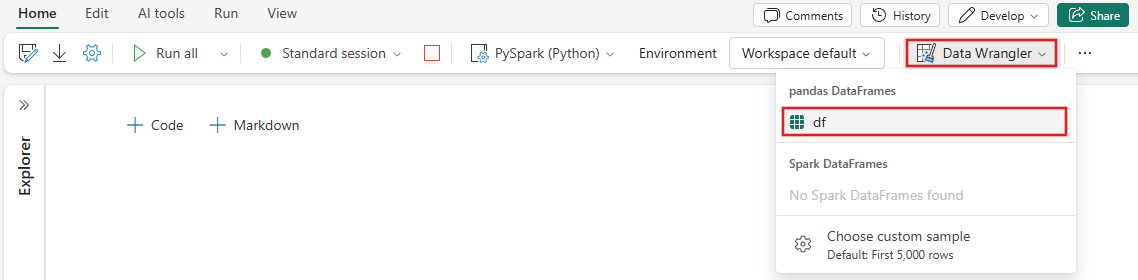 Home Edit AI tools Run View Comments History Develop Share
Run all Standard session PySpark (Python) Environment Workspace default Data Wrangler ...
pandas DataFrames
df
Spark DataFrames
No Spark DataFrames found
Choose custom sample
Default: First 5,000 rows
Explorer
+ Code + Markdown